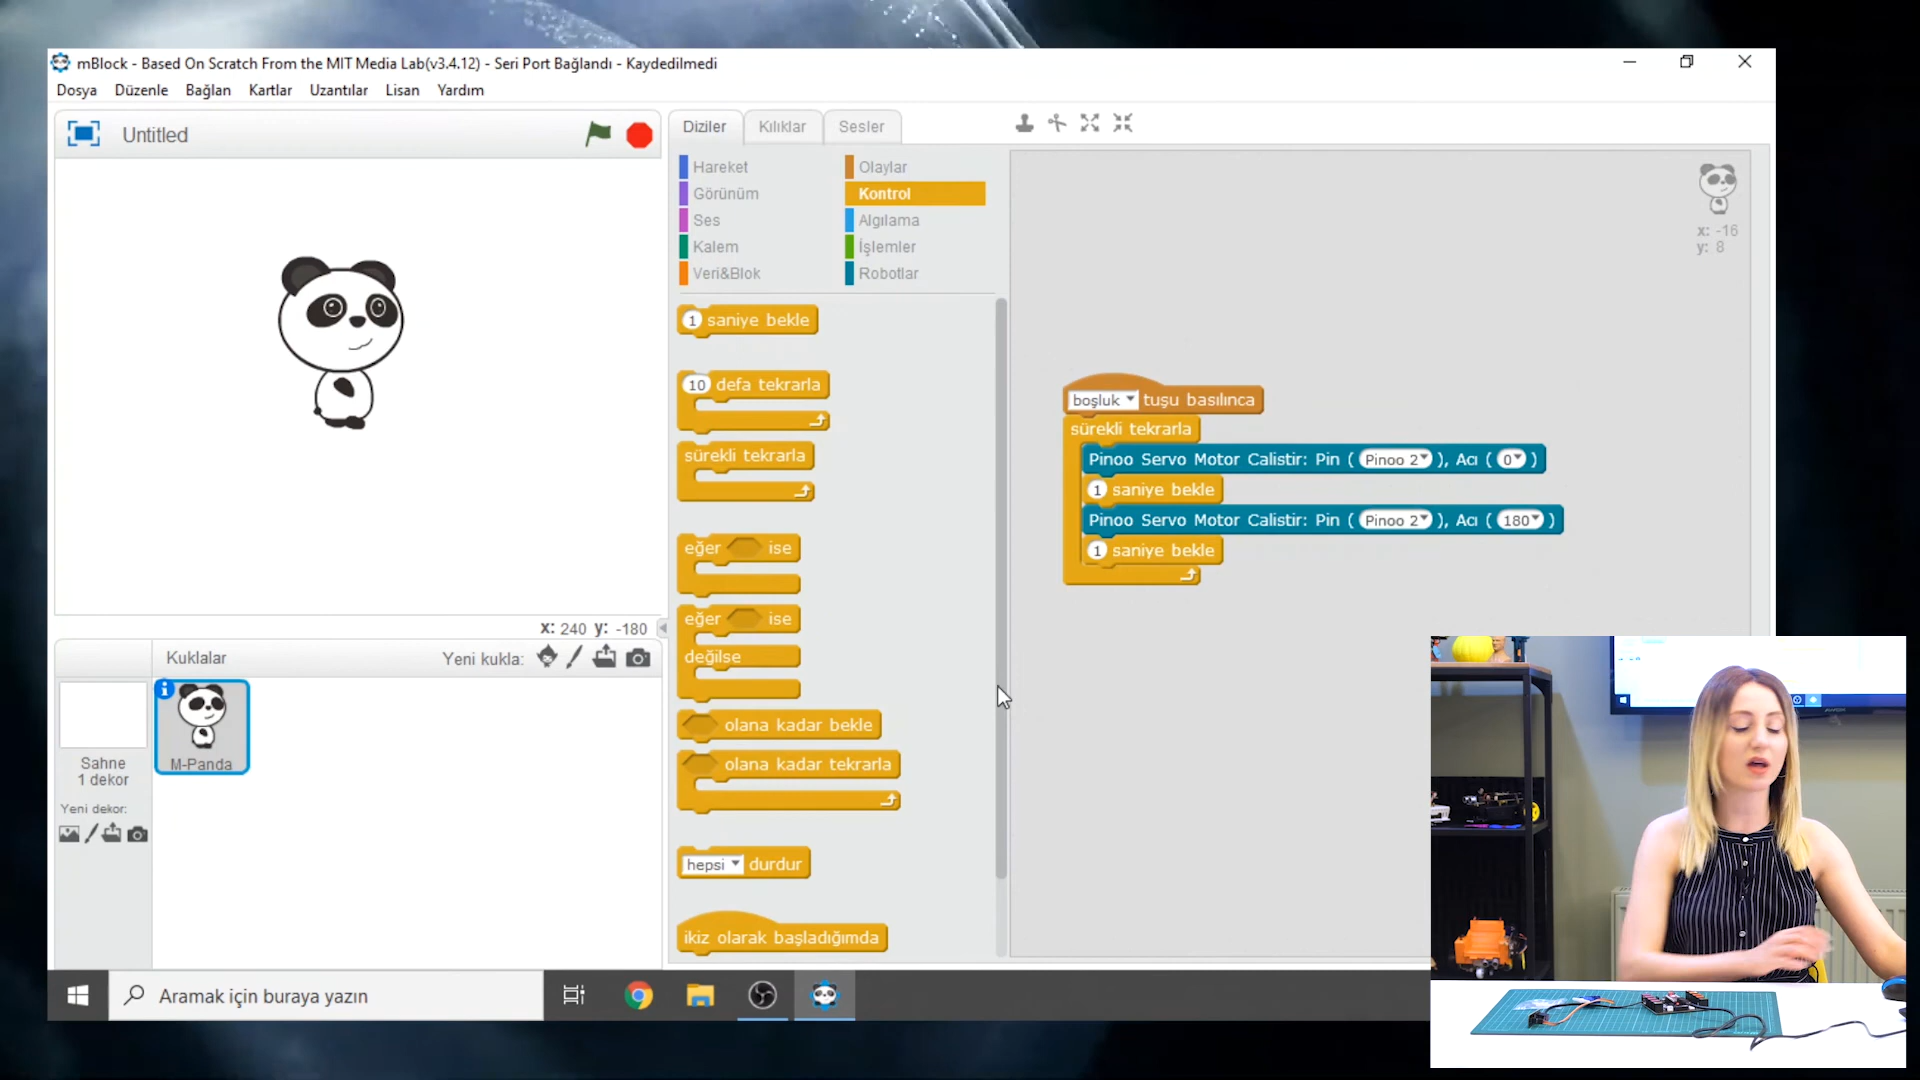 mBlock - Based On Scratch From the MIT Media Lab(v3.4.12) - Seri Port Bağlandı - Kaydedilmedi
Dosya Düzenle Bağlan Kartlar Uzantılar Lisan Yardım
Untitled
Diziler Kılıklar Sesler
Hareket Olaylar
Görünüm Kontrol
Ses Algılama
Kalem İşlemler
Veri&Blok Robotlar
1 saniye bekle
10 defa tekrarla
sürekli tekrarla
eğer ise
eğer ise
değilse
olana kadar bekle
olana kadar tekrarla
hepsi durdur
ikiz olarak başladığımda
x: -16
y: 8
boşluk tuşu basılınca
sürekli tekrarla
Pinoo Servo Motor Calistir: Pin ( Pinoo 2 ), Acı ( 0 )
1 saniye bekle
Pinoo Servo Motor Calistir: Pin ( Pinoo 2 ), Acı ( 180 )
1 saniye bekle
x: 240 y: -180
Kuklalar Yeni kukla:
Sahne
1 dekor
Yeni dekor:
M-Panda
Aramak için buraya yazın